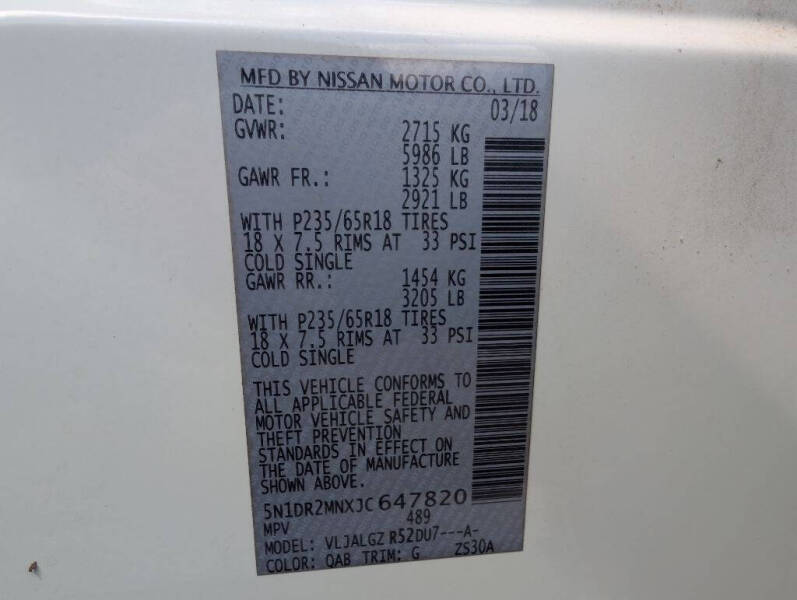 MFD BY NISSAN MOTOR CO., LTD.
DATE: 03/18
GVWR: 2715 KG
5986 LB
GAWR FR.: 1325 KG
2921 LB
WITH P235/65R18 TIRES
18 X 7.5 RIMS AT 33 PSI
COLD SINGLE
GAWR RR.: 1454 KG
3205 LB
WITH P235/65R18 TIRES
18 X 7.5 RIMS AT 33 PSI
COLD SINGLE
THIS VEHICLE CONFORMS TO
ALL APPLICABLE FEDERAL
MOTOR VEHICLE SAFETY AND
THEFT PREVENTION
STANDARDS IN EFFECT ON
THE DATE OF MANUFACTURE
SHOWN ABOVE.
5N1DR2MNXJC647820
MPV 489
MODEL: VLJALGZ R52DU7---A-
COLOR: QAB TRIM: G ZS30A